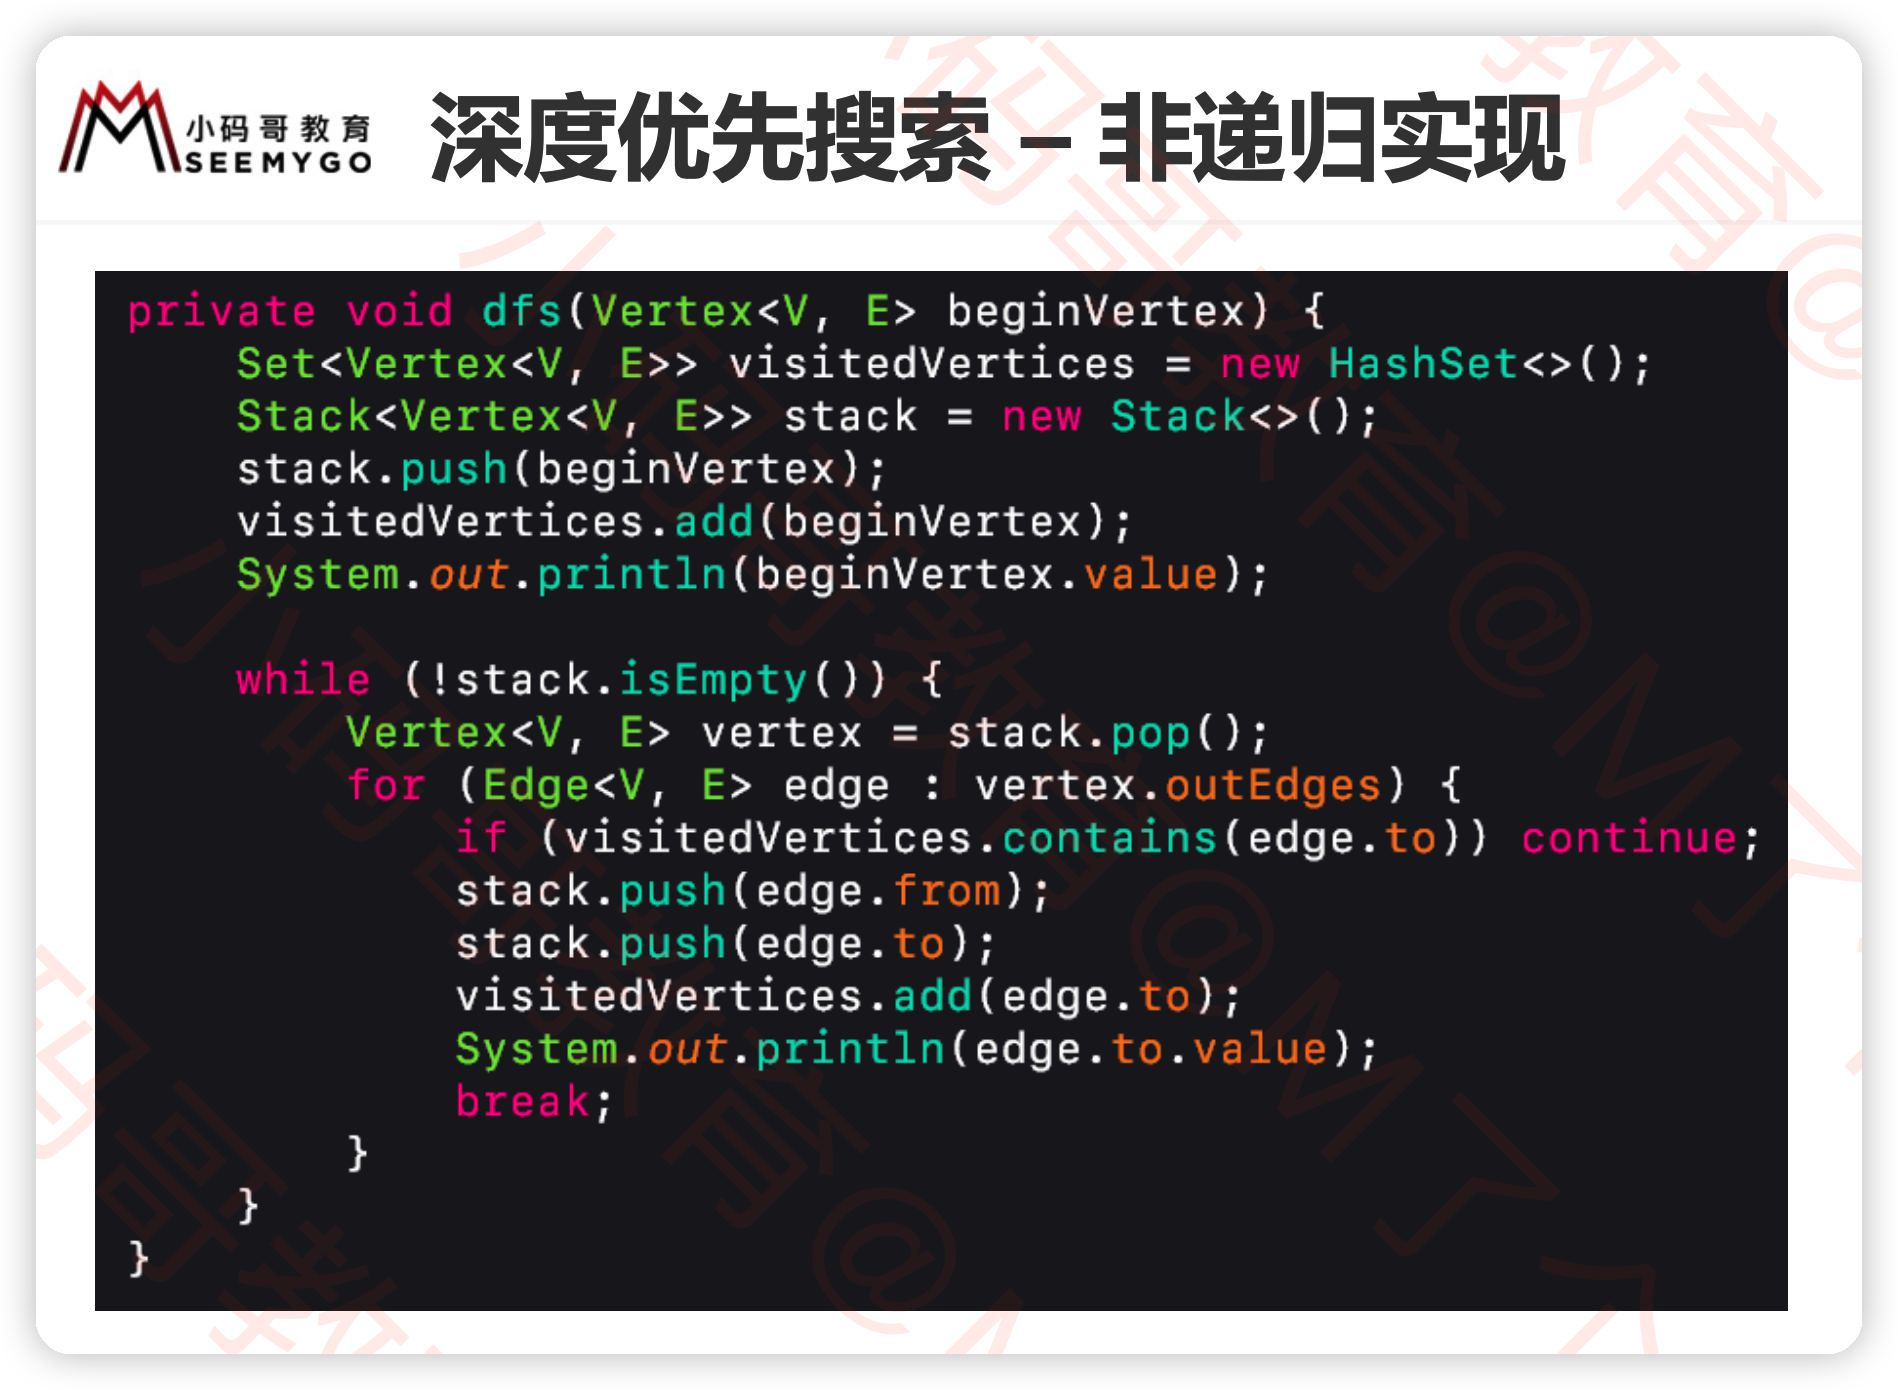 小码哥教育
SEEMYGO
深度优先搜索 – 非递归实现
private void dfs(Vertex<V, E> beginVertex) {
    Set<Vertex<V, E>> visitedVertices = new HashSet<>();
    Stack<Vertex<V, E>> stack = new Stack<>();
    stack.push(beginVertex);
    visitedVertices.add(beginVertex);
    System.out.println(beginVertex.value);

    while (!stack.isEmpty()) {
        Vertex<V, E> vertex = stack.pop();
        for (Edge<V, E> edge : vertex.outEdges) {
            if (visitedVertices.contains(edge.to)) continue;
            stack.push(edge.from);
            stack.push(edge.to);
            visitedVertices.add(edge.to);
            System.out.println(edge.to.value);
            break;
        }
    }
}